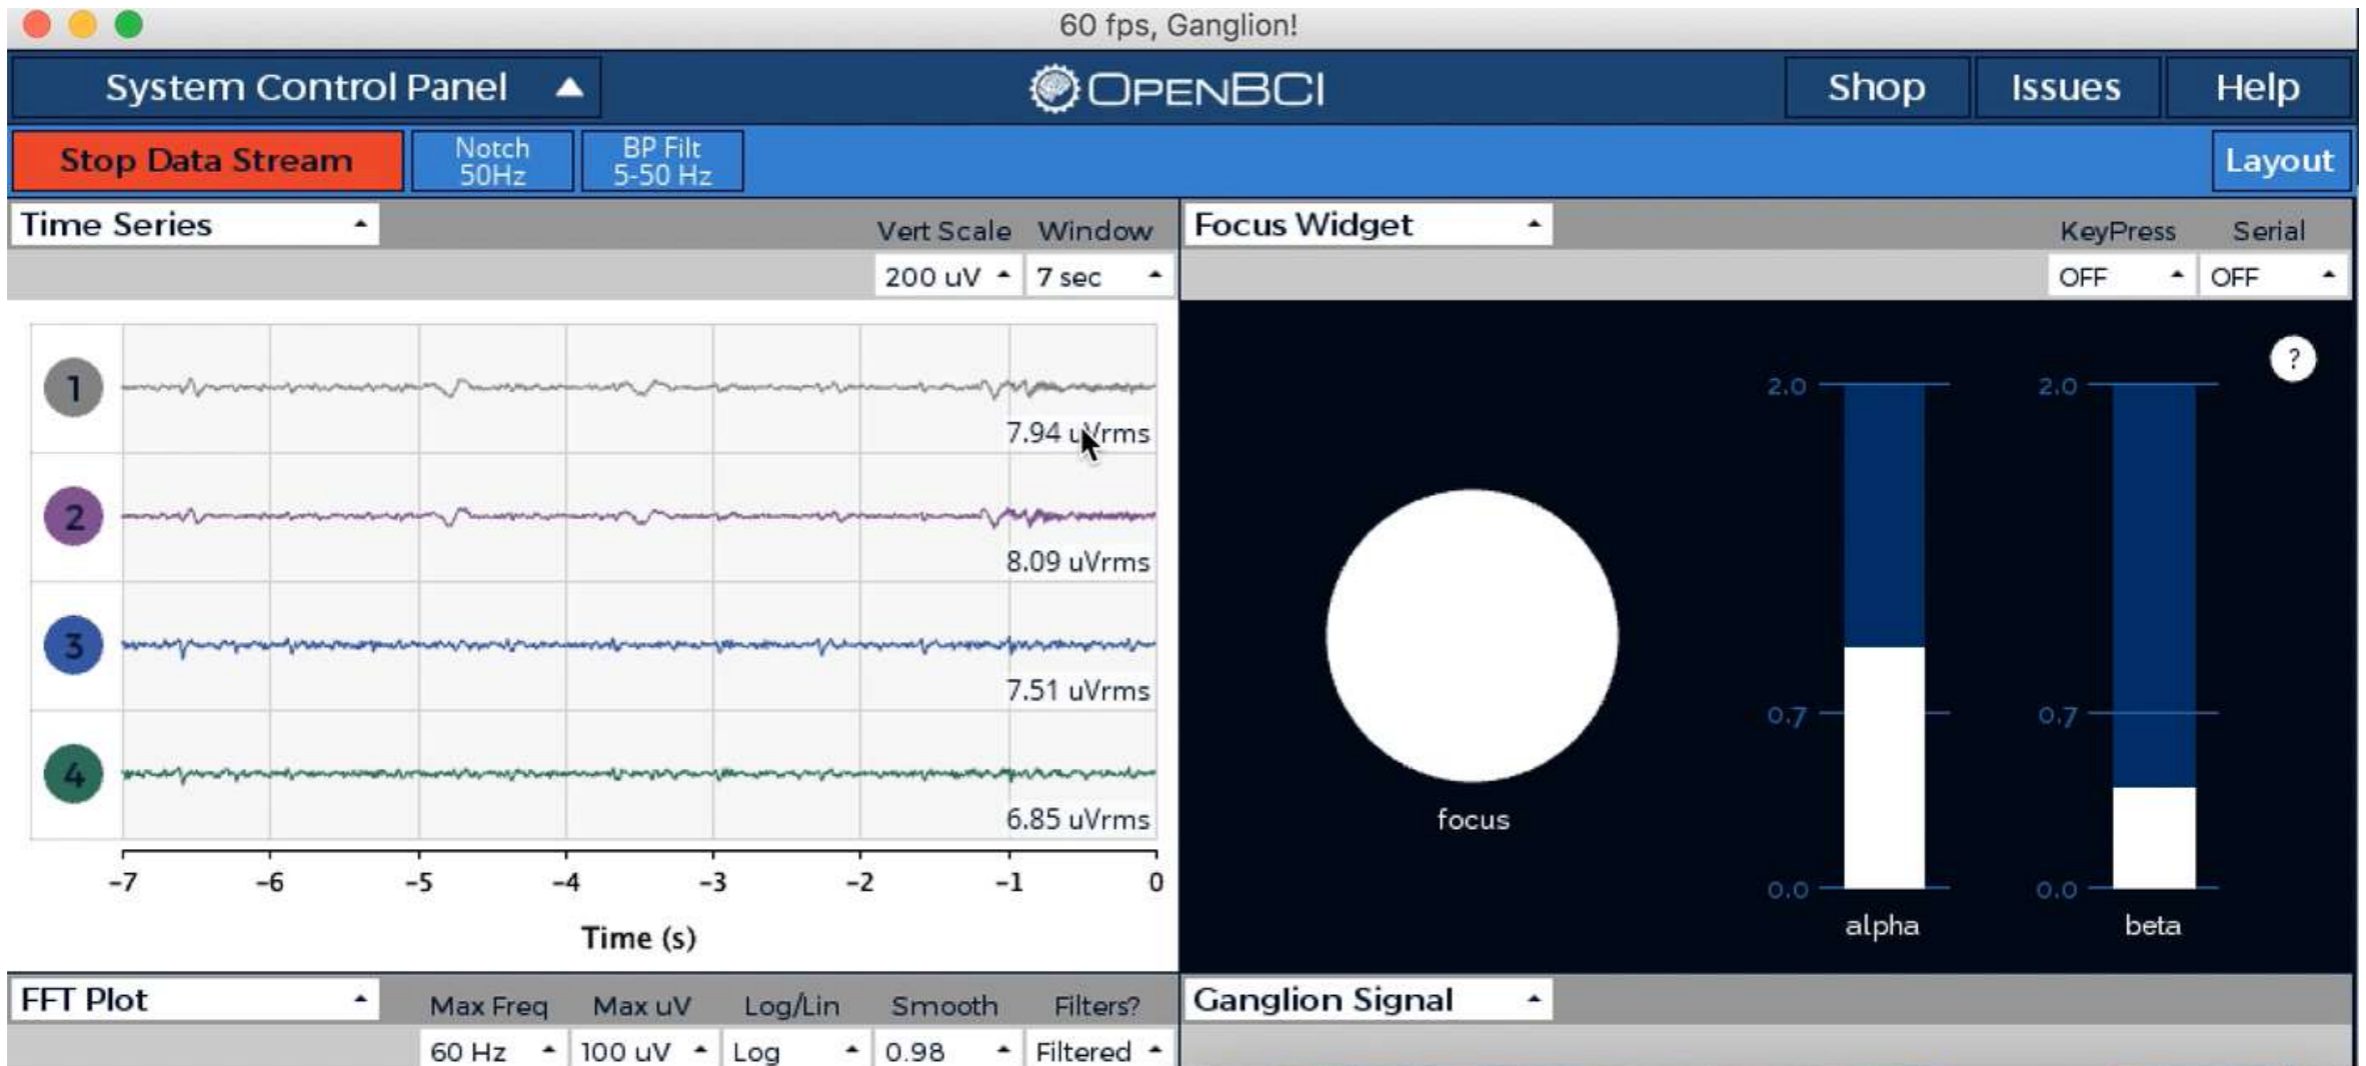 60 fps, Ganglion!
System Control Panel
OPENBCI
Shop
Issues
Help
Stop Data Stream
Notch
50Hz
BP Filt
5-50 Hz
Layout
Time Series
Vert Scale
Window
200 uV
7 sec
1
7.94 uVrms
2
8.09 uVrms
3
7.51 uVrms
4
6.85 uVrms
-7 -6 -5 -4 -3 -2 -1 0
Time (s)
Focus Widget
KeyPress
Serial
OFF
OFF
?
focus
2.0
0.7
0.0
alpha
2.0
0.7
0.0
beta
FFT Plot
Max Freq
Max uV
Log/Lin
Smooth
Filters?
60 Hz
100 uV
Log
0.98
Filtered
Ganglion Signal